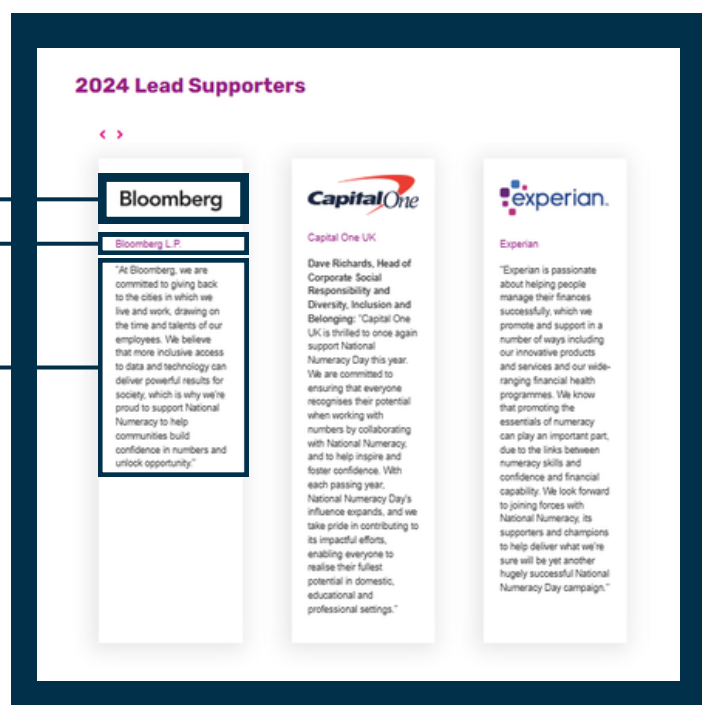 2024 Lead Supporters
< >
Bloomberg
Bloomberg L.P.
"At Bloomberg, we are
committed to giving back
to the cities in which we
live and work, drawing on
the time and talents of our
employees. We believe
that more inclusive access
to data and technology can
deliver powerful results for
society, which is why we're
proud to support National
Numeracy to help
communities build
confidence in numbers and
unlock opportunity."
Capital One
Capital One UK
Dave Richards, Head of
Corporate Social
Responsibility and
Diversity, Inclusion and
Belonging: "Capital One
UK is thrilled to once again
support National
Numeracy Day this year.
We are committed to
ensuring that everyone
recognises their potential
when working with
numbers by collaborating
with National Numeracy,
and to help inspire and
foster confidence. With
each passing year,
National Numeracy Day's
influence expands, and we
take pride in contributing to
its impactful efforts,
enabling everyone to
realise their fullest
potential in domestic,
educational and
professional settings."
experian.
Experian
"Experian is passionate
about helping people
manage their finances
successfully, which we
promote and support in a
number of ways including
our innovative products
and services and our wide-
ranging financial health
programmes. We know
that promoting the
essentials of numeracy
can play an important part,
due to the links between
numeracy skills and
confidence and financial
capability. We look forward
to joining forces with
National Numeracy, its
supporters and champions
to help deliver what we're
sure will be yet another
hugely successful National
Numeracy Day campaign."